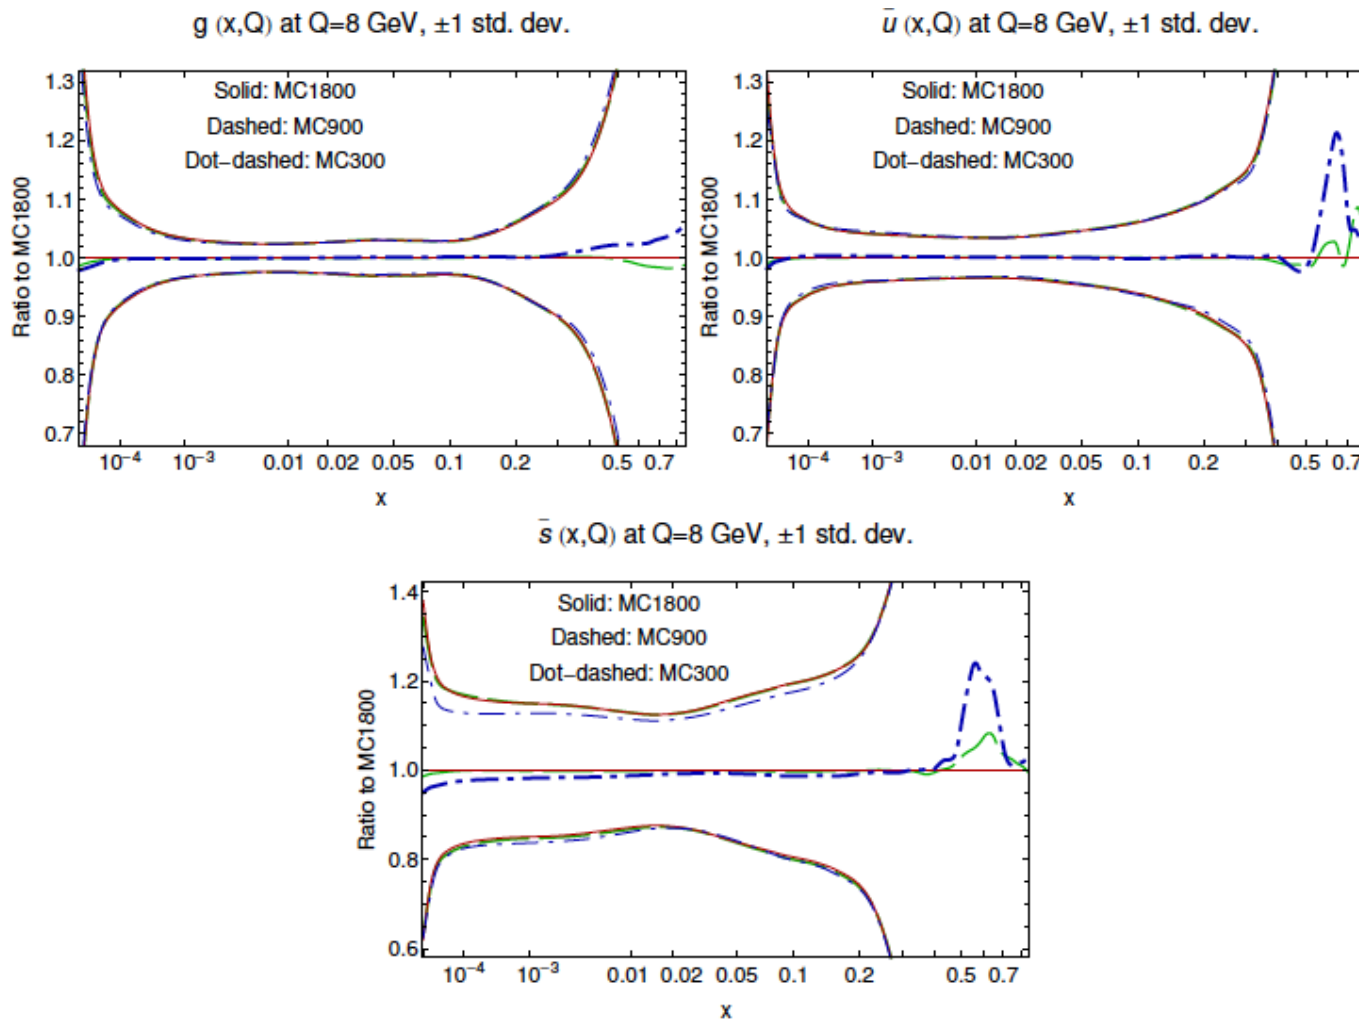 g (x,Q) at Q=8 GeV, ±1 std. dev.
1.3
1.2
1.1
1.0
0.9
0.8
0.7
Ratio to MC1800
Solid: MC1800
Dashed: MC900
Dot−dashed: MC300
10⁻⁴ 10⁻³ 0.01 0.02 0.05 0.1 0.2 0.5 0.7
x
ū (x,Q) at Q=8 GeV, ±1 std. dev.
1.3
1.2
1.1
1.0
0.9
0.8
0.7
Ratio to MC1800
Solid: MC1800
Dashed: MC900
Dot−dashed: MC300
10⁻⁴ 10⁻³ 0.01 0.02 0.05 0.1 0.2 0.5 0.7
x
s̄ (x,Q) at Q=8 GeV, ±1 std. dev.
1.4
1.2
1.0
0.8
0.6
Ratio to MC1800
Solid: MC1800
Dashed: MC900
Dot−dashed: MC300
10⁻⁴ 10⁻³ 0.01 0.02 0.05 0.1 0.2 0.5 0.7
x